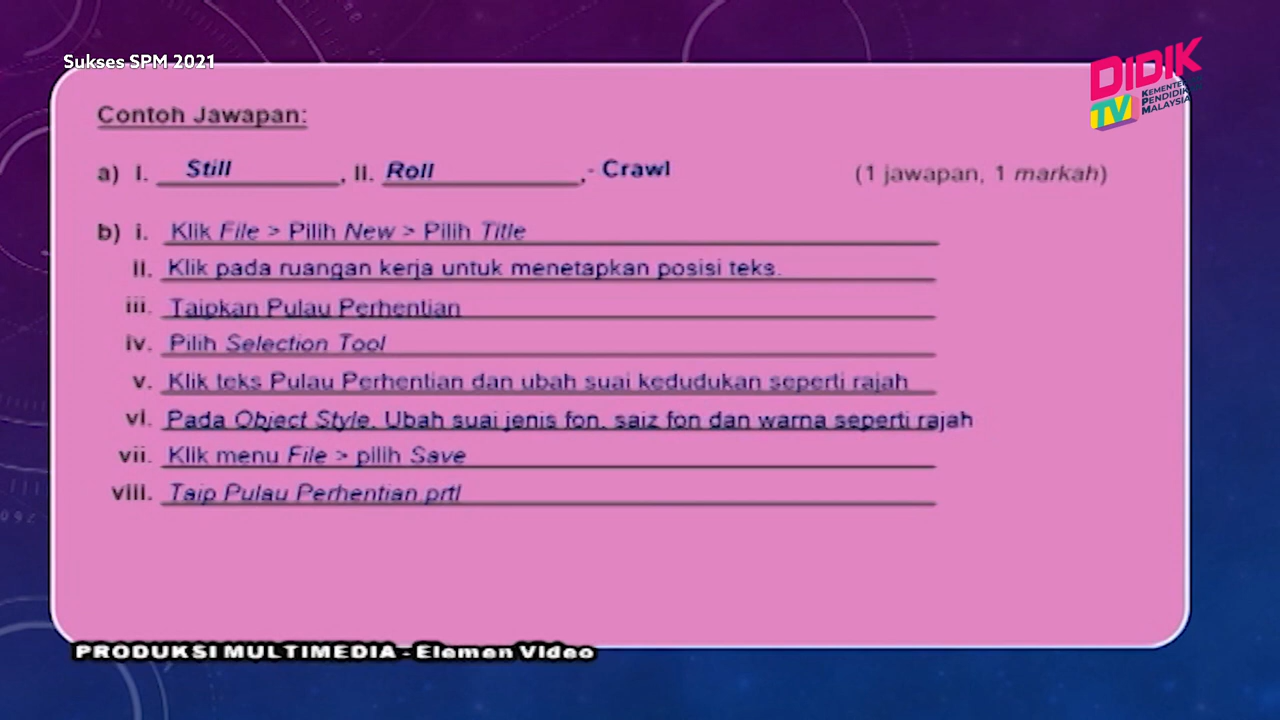 Sukses SPM 2021
DIDIK
TV
KEMENTERIAN
PENDIDIKAN
MALAYSIA
Contoh Jawapan:
a) i. Still, ii. Roll,- Crawl (1 jawapan, 1 markah)
b) i. Klik File > Pilih New > Pilih Title
ii. Klik pada ruangan kerja untuk menetapkan posisi teks.
iii. Taipkan Pulau Perhentian
iv. Pilih Selection Tool
v. Klik teks Pulau Perhentian dan ubah suai kedudukan seperti rajah
vi. Pada Object Style, Ubah suai jenis fon, saiz fon dan warna seperti rajah
vii. Klik menu File > pilih Save
viii. Taip Pulau Perhentian.prtl
PRODUKSI MULTIMEDIA - Elemen Video